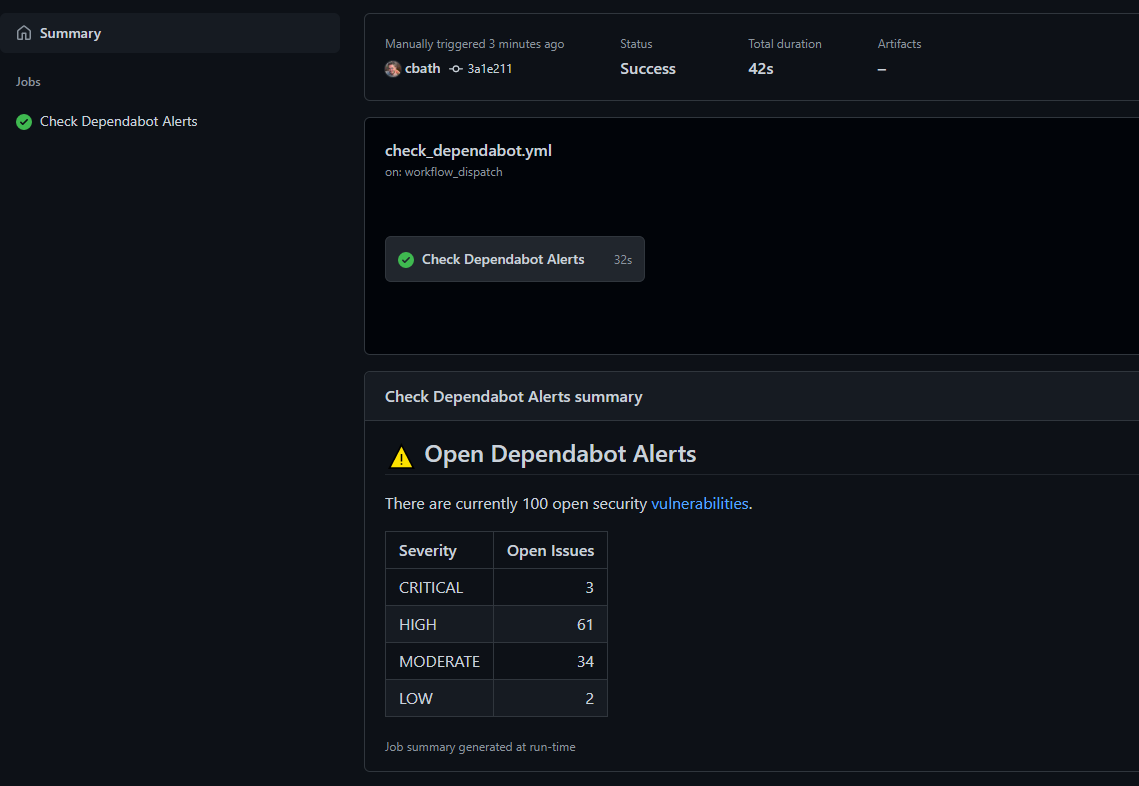 Summary
Jobs
Check Dependabot Alerts
Manually triggered 3 minutes ago
cbath 3a1e211
Status
Success
Total duration
42s
Artifacts
–
check_dependabot.yml
on: workflow_dispatch
Check Dependabot Alerts 32s
Check Dependabot Alerts summary
Open Dependabot Alerts
There are currently 100 open security vulnerabilities.
Severity Open Issues
CRITICAL 3
HIGH 61
MODERATE 34
LOW 2
Job summary generated at run-time